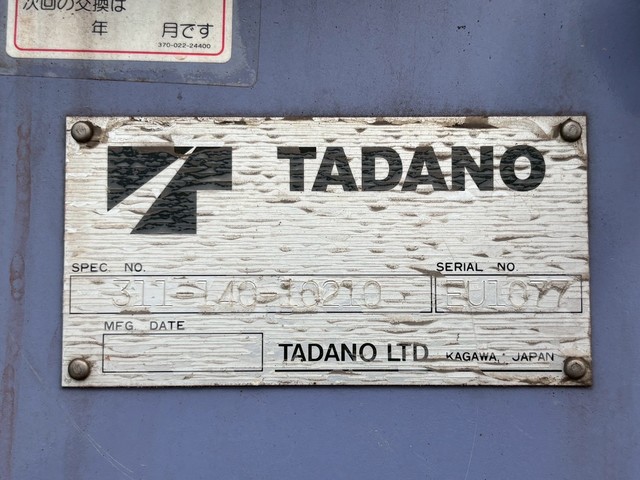 次回の交換は
年 月です
370-022-24400
TADANO
SPEC. NO. SERIAL NO.
311-140-10210 EU1677
MFG. DATE
TADANO LTD. KAGAWA, JAPAN